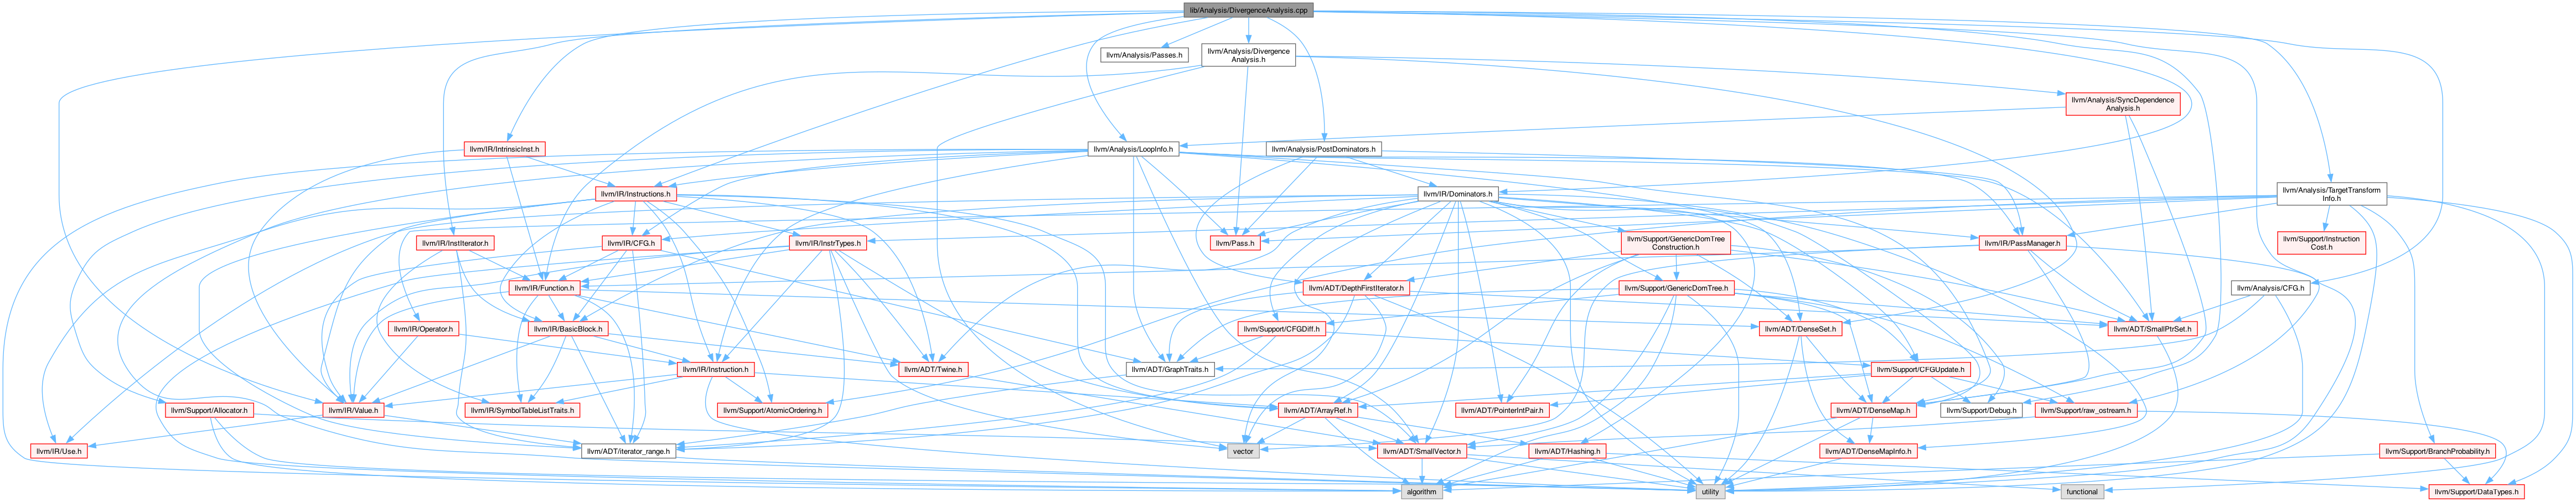 lib/Analysis/DivergenceAnalysis.cpp
llvm/Analysis/Passes.h
llvm/Analysis/Divergence
Analysis.h
llvm/Analysis/SyncDependence
Analysis.h
llvm/IR/IntrinsicInst.h
llvm/Analysis/LoopInfo.h
llvm/Analysis/PostDominators.h
llvm/IR/Instructions.h
llvm/IR/Dominators.h
llvm/Analysis/TargetTransform
Info.h
llvm/IR/InstIterator.h
llvm/IR/CFG.h
llvm/IR/InstrTypes.h
llvm/Pass.h
llvm/Support/GenericDomTree
Construction.h
llvm/IR/PassManager.h
llvm/Support/Instruction
Cost.h
llvm/IR/Function.h
llvm/ADT/DepthFirstIterator.h
llvm/Support/GenericDomTree.h
llvm/Analysis/CFG.h
llvm/IR/Operator.h
llvm/IR/BasicBlock.h
llvm/Support/CFGDiff.h
llvm/ADT/DenseSet.h
llvm/ADT/SmallPtrSet.h
llvm/IR/Instruction.h
llvm/ADT/Twine.h
llvm/ADT/GraphTraits.h
llvm/Support/CFGUpdate.h
llvm/Support/Allocator.h
llvm/IR/Value.h
llvm/IR/SymbolTableListTraits.h
llvm/Support/AtomicOrdering.h
llvm/ADT/ArrayRef.h
llvm/ADT/PointerIntPair.h
llvm/ADT/DenseMap.h
llvm/Support/Debug.h
llvm/Support/raw_ostream.h
llvm/IR/Use.h
llvm/ADT/iterator_range.h
vector
llvm/ADT/SmallVector.h
llvm/ADT/Hashing.h
llvm/ADT/DenseMapInfo.h
llvm/Support/BranchProbability.h
algorithm
utility
functional
llvm/Support/DataTypes.h